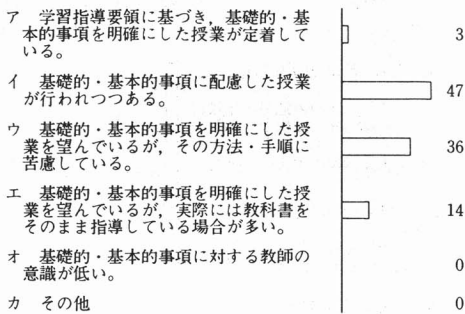 ア　学習指導要領に基づき，基礎的・基
本的事項を明確にした授業が定着して
いる。
3
イ　基礎的・基本的事項に配慮した授業
が行われつつある。
47
ウ　基礎的・基本的事項を明確にした授
業を望んでいるが，その方法・手順に
苦慮している。
36
エ　基礎的・基本的事項を明確にした授
業を望んでいるが，実際には教科書を
そのまま指導している場合が多い。
14
オ　基礎的・基本的事項に対する教師の
意識が低い。
0
カ　その他
0